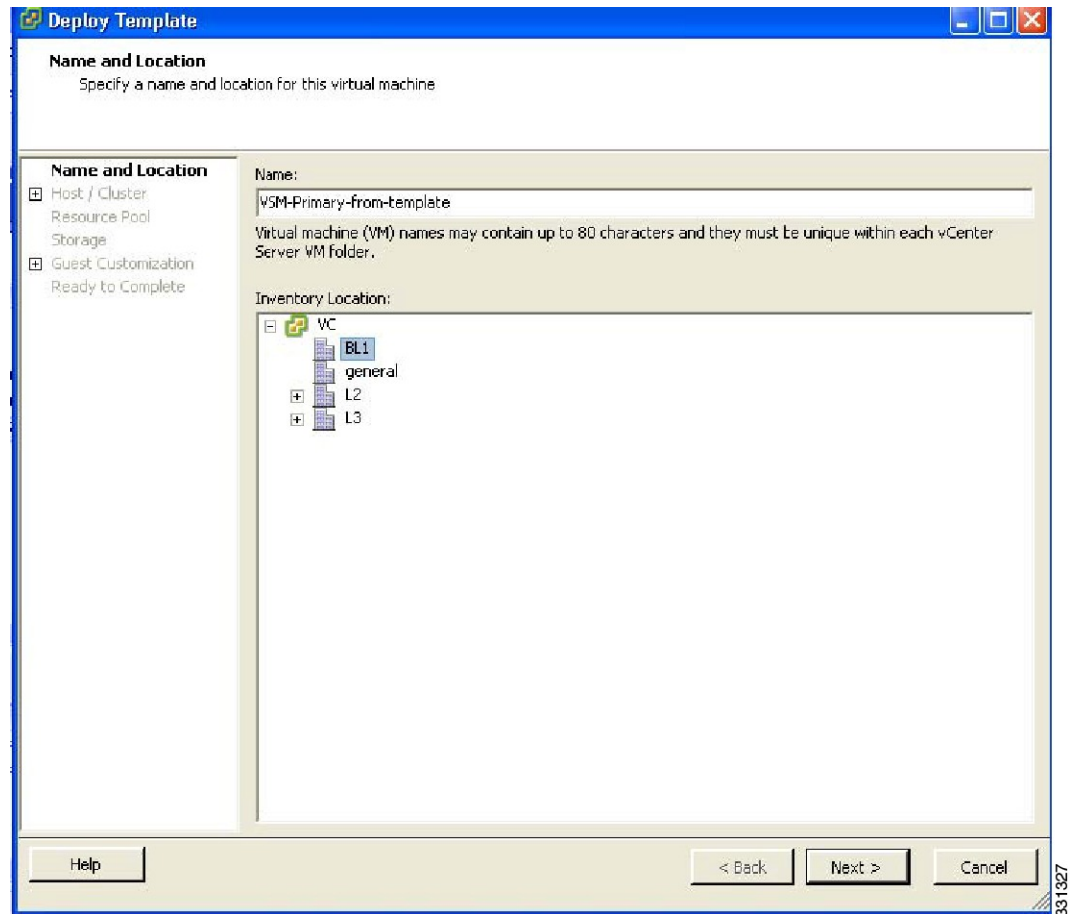 Deploy Template
Name and Location
Specify a name and location for this virtual machine
Name and Location
Host / Cluster
Resource Pool
Storage
Guest Customization
Ready to Complete
Name:
VSM-Primary-from-template
Virtual machine (VM) names may contain up to 80 characters and they must be unique within each vCenter
Server VM folder.
Inventory Location:
VC
BL1
general
L2
L3
Help
< Back
Next >
Cancel
331327